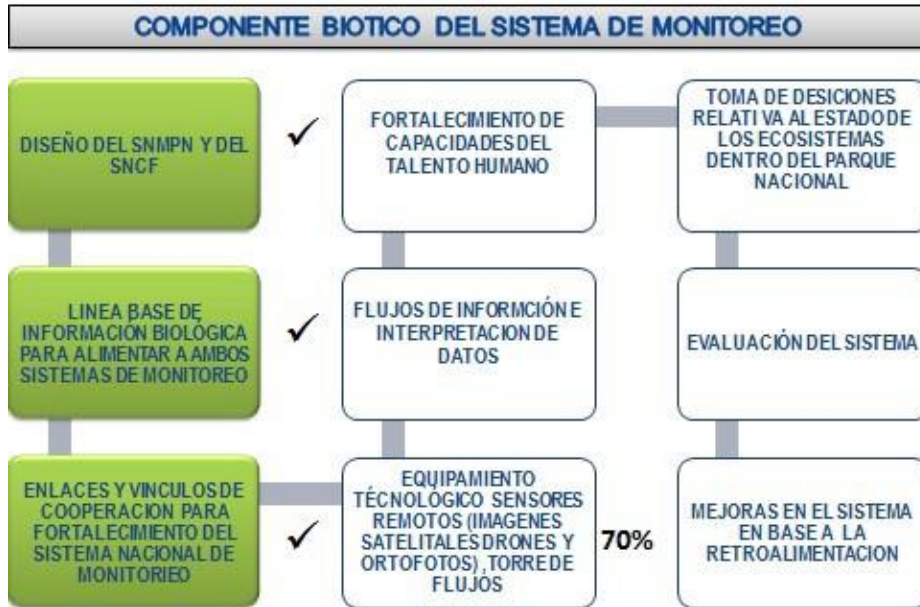 COMPONENTE BIOTICO DEL SISTEMA DE MONITOREO
DISEÑO DEL SNMPN Y DEL
SNCF
✓
LINEA BASE DE
INFORMACION BIOLÓGICA
PARA ALIMENTAR A AMBOS
SISTEMAS DE MONITOREO
✓
ENLACES Y VINCULOS DE
COOPERACION PARA
FORTALECIMIENTO DEL
SISTEMA NACIONAL DE
MONITORIEO
✓
EQUIPAMIENTO
TÉCNOLÓGICO SENSORES
REMOTOS (IMAGENES
SATELITALES DRONES Y
ORTOFOTOS) ,TORRE DE
FLUJOS
70%
FLUJOS DE INFORMCIÓN E
INTERPRETACION DE
DATOS
FORTALECIMIENTO DE
CAPACIDADES DEL
TALENTO HUMANO
TOMA DE DESICIONES
RELATI VA AL ESTADO DE
LOS ECOSISTEMAS
DENTRO DEL PARQUE
NACIONAL
EVALUACIÓN DEL SISTEMA
MEJORAS EN EL SISTEMA
EN BASE A LA
RETROALIMENTACION